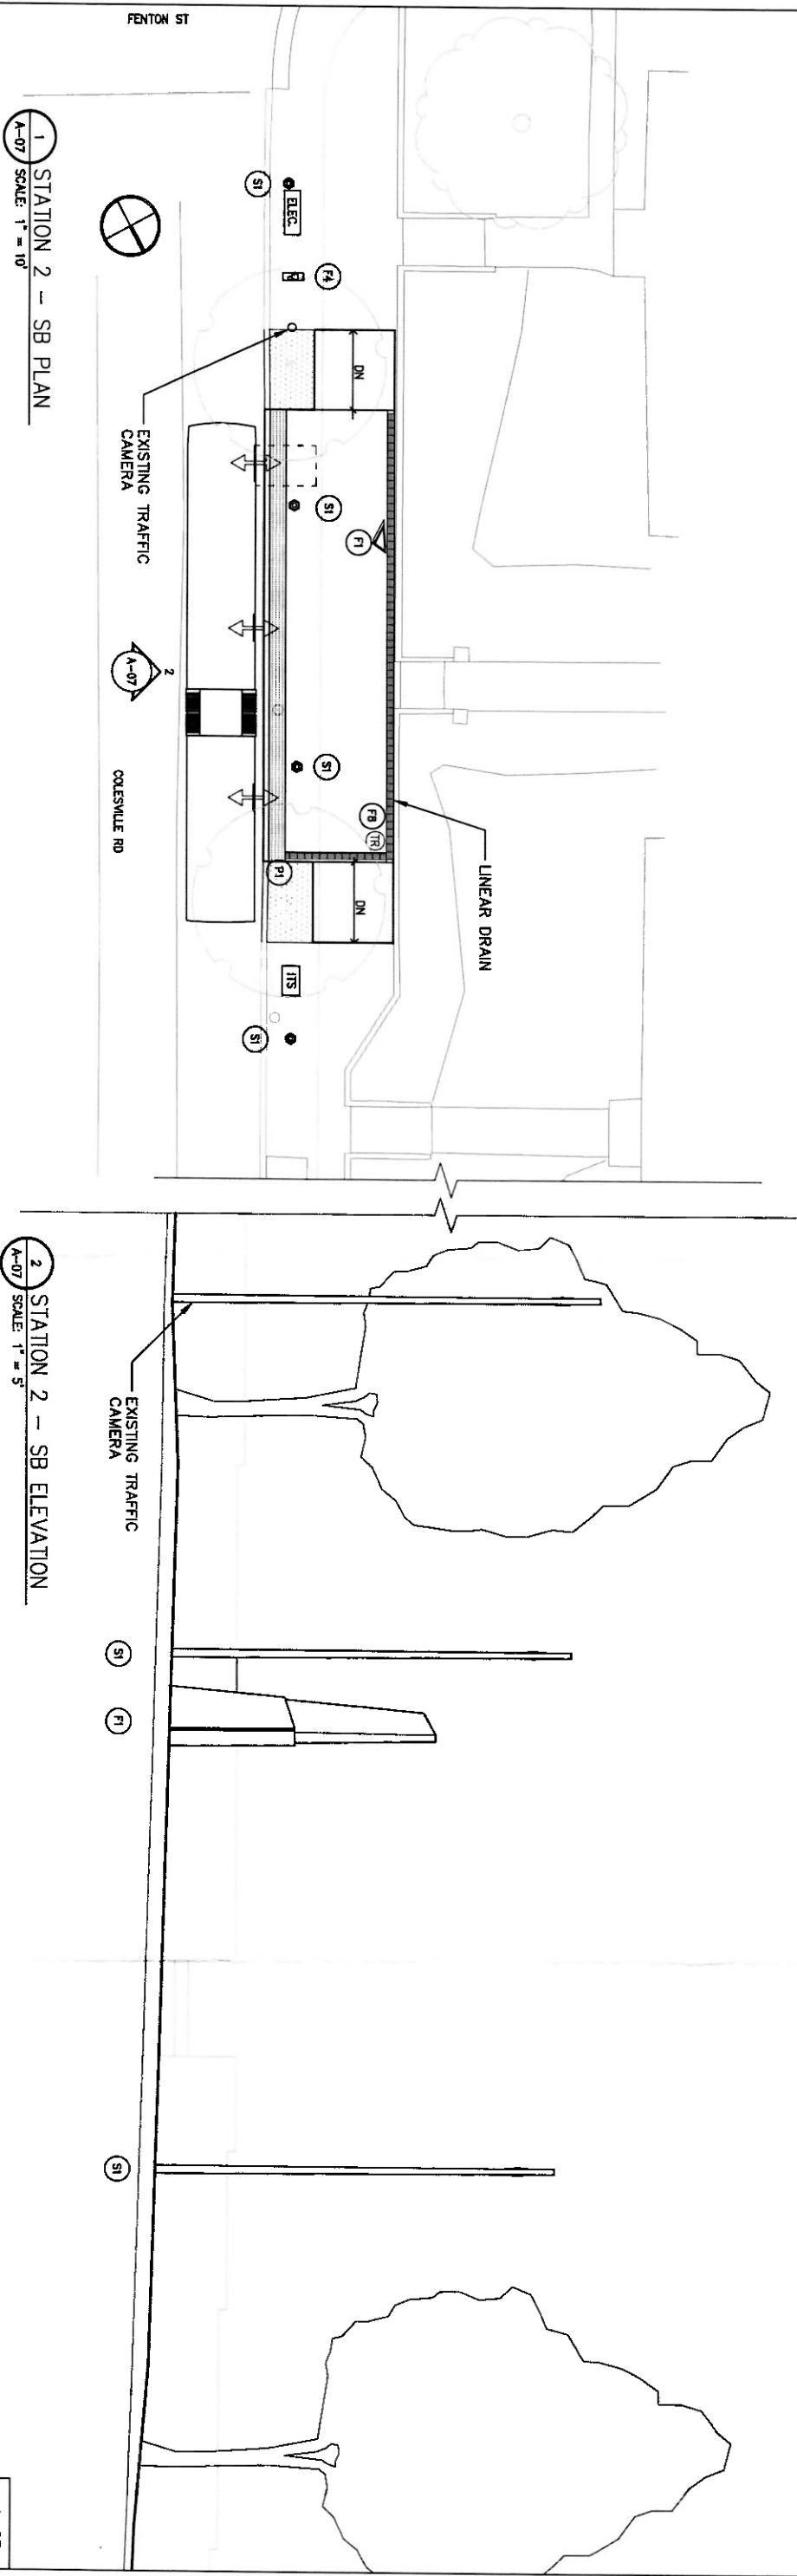 FENTON ST
S1
ELEC.
F4
DN
S1
F1
EXISTING TRAFFIC
CAMERA
2
A-07
COLESVILLE RD
S1
F8
TR
P1
LINEAR DRAIN
DN
ITS
S1
1
A-07
STATION 2 - SB PLAN
SCALE: 1" = 10'
EXISTING TRAFFIC
CAMERA
S1
F1
S1
2
A-07
STATION 2 - SB ELEVATION
SCALE: 1" = 5'